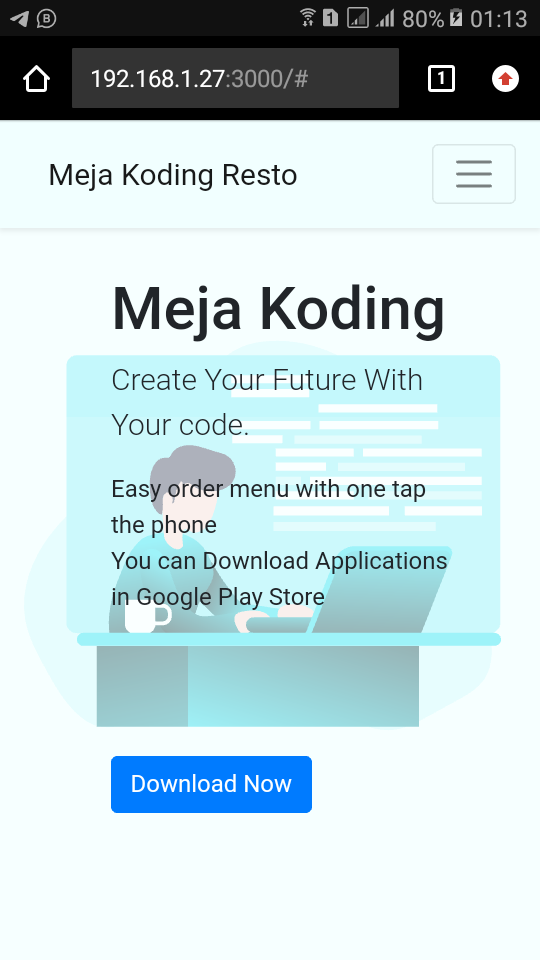 80% 01:13
192.168.1.27:3000/#
1
Meja Koding Resto
Meja Koding
Create Your Future With
Your code.
Easy order menu with one tap
the phone
You can Download Applications
in Google Play Store
Download Now